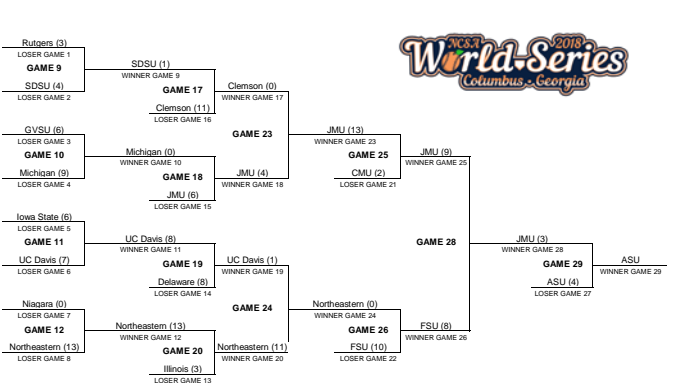 NCSA 2018
World Series
Columbus • Georgia
Rutgers (3)
LOSER GAME 1
GAME 9
SDSU (4)
LOSER GAME 2
SDSU (1)
WINNER GAME 9
GAME 17
Clemson (11)
LOSER GAME 16
Clemson (0)
WINNER GAME 17
GAME 23
GVSU (6)
LOSER GAME 3
GAME 10
Michigan (9)
LOSER GAME 4
Michigan (0)
WINNER GAME 10
GAME 18
JMU (6)
LOSER GAME 15
JMU (4)
WINNER GAME 18
JMU (13)
WINNER GAME 23
GAME 25
CMU (2)
LOSER GAME 21
JMU (9)
WINNER GAME 25
GAME 28
Iowa State (6)
LOSER GAME 5
GAME 11
UC Davis (7)
LOSER GAME 6
UC Davis (8)
WINNER GAME 11
GAME 19
Delaware (8)
LOSER GAME 14
UC Davis (1)
WINNER GAME 19
GAME 24
Niagara (0)
LOSER GAME 7
GAME 12
Northeastern (13)
LOSER GAME 8
Northeastern (13)
WINNER GAME 12
GAME 20
Illinois (3)
LOSER GAME 13
Northeastern (11)
WINNER GAME 20
Northeastern (0)
WINNER GAME 24
GAME 26
FSU (10)
LOSER GAME 22
FSU (8)
WINNER GAME 26
JMU (3)
WINNER GAME 28
GAME 29
ASU (4)
LOSER GAME 27
ASU
WINNER GAME 29